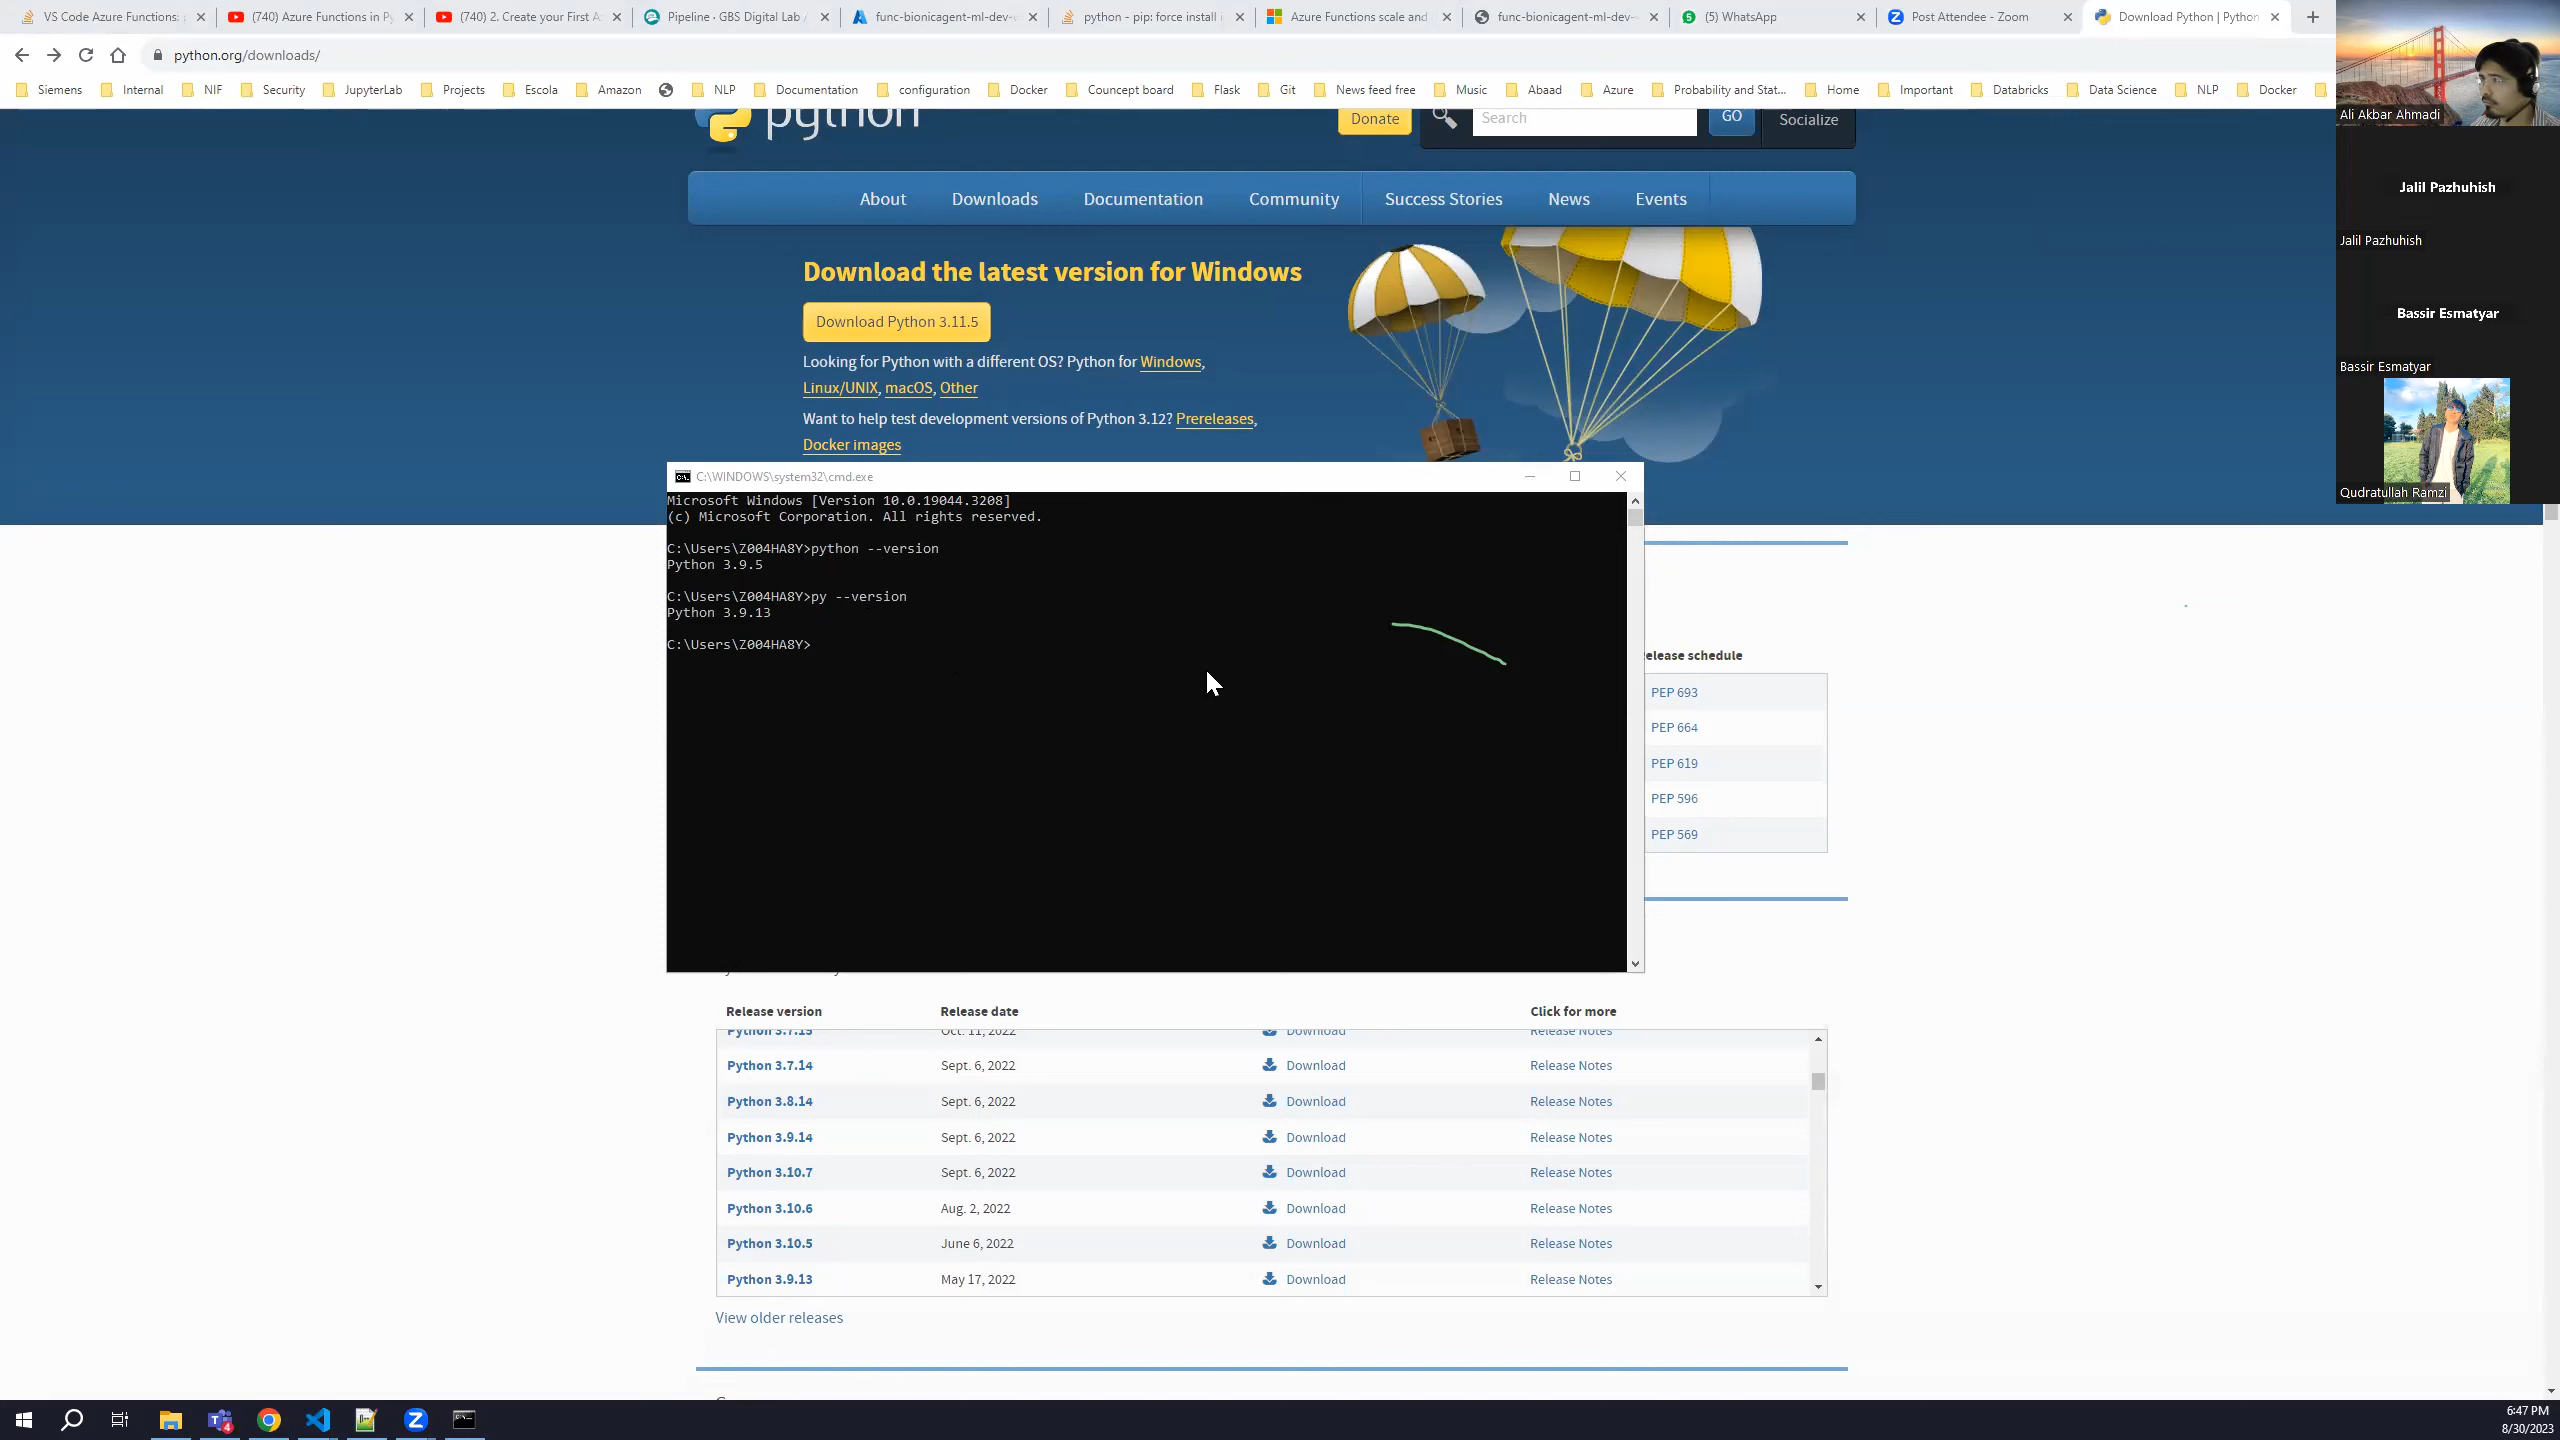 VS Code Azure Functions:
(740) Azure Functions in Py
(740) 2. Create your First A
Pipeline · GBS Digital Lab /
func-bionicagent-ml-dev-
python - pip: force install
Azure Functions scale and
func-bionicagent-ml-dev-
(5) WhatsApp
Post Attendee - Zoom
Download Python | Python
python.org/downloads/
Siemens
Internal
NIF
Security
JupyterLab
Projects
Escola
Amazon
NLP
Documentation
configuration
Docker
Councept board
Flask
Git
News feed free
Music
Abaad
Azure
Probability and Stat...
Home
Important
Databricks
Data Science
NLP
Docker
python
Donate
Search
GO
Socialize
About
Downloads
Documentation
Community
Success Stories
News
Events
Download the latest version for Windows
Download Python 3.11.5
Looking for Python with a different OS? Python for Windows,
Linux/UNIX, macOS, Other
Want to help test development versions of Python 3.12? Prereleases,
Docker images
C:\WINDOWS\system32\cmd.exe
Microsoft Windows [Version 10.0.19044.3208]
(c) Microsoft Corporation. All rights reserved.
C:\Users\Z004HA8Y>python --version
Python 3.9.5
C:\Users\Z004HA8Y>py --version
Python 3.9.13
C:\Users\Z004HA8Y>
elease schedule
PEP 693
PEP 664
PEP 619
PEP 596
PEP 569
Release version Release date Click for more
Python 3.7.15 Oct. 11, 2022 Download Release Notes
Python 3.7.14 Sept. 6, 2022 Download Release Notes
Python 3.8.14 Sept. 6, 2022 Download Release Notes
Python 3.9.14 Sept. 6, 2022 Download Release Notes
Python 3.10.7 Sept. 6, 2022 Download Release Notes
Python 3.10.6 Aug. 2, 2022 Download Release Notes
Python 3.10.5 June 6, 2022 Download Release Notes
Python 3.9.13 May 17, 2022 Download Release Notes
View older releases
Ali Akbar Ahmadi
Jalil Pazhuhish
Jalil Pazhuhish
Bassir Esmatyar
Bassir Esmatyar
Qudratullah Ramzi
4
6:47 PM
8/30/2023